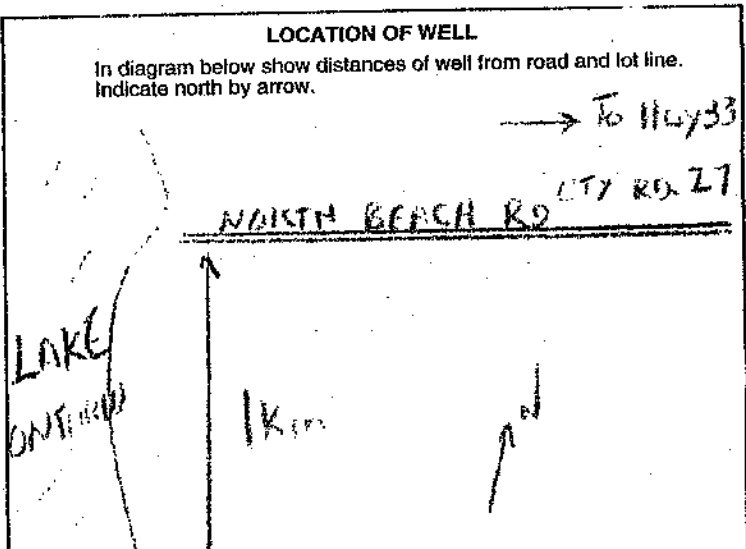 LOCATION OF WELL
In diagram below show distances of well from road and lot line.
Indicate north by arrow.
To Hwy33
NORTH BEACH RD CTY RD. 27
LAKE
ONTARIO
1Km
N